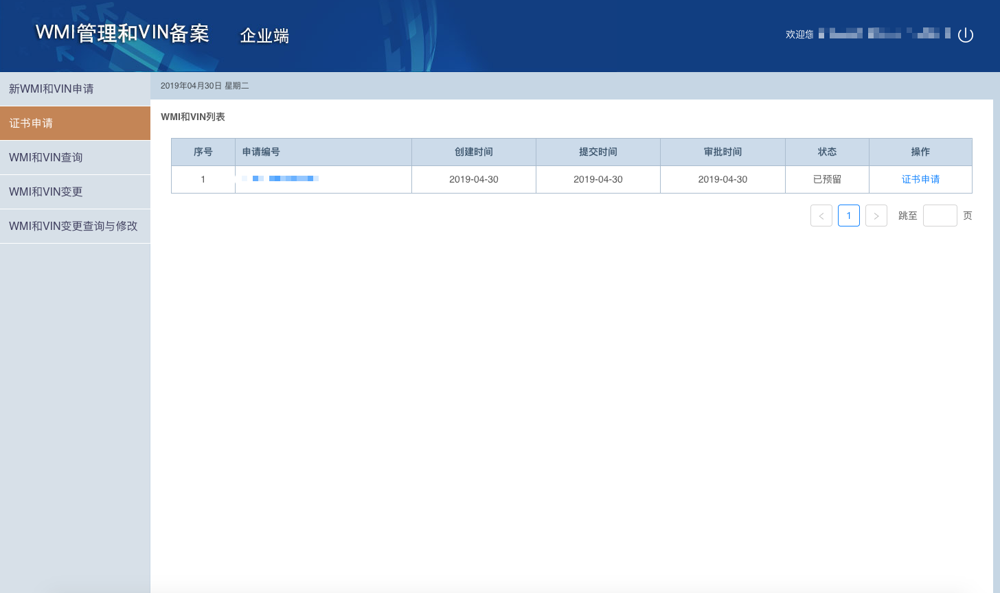 WMI管理和VIN备案 企业端
欢迎您
新WMI和VIN申请
证书申请
WMI和VIN查询
WMI和VIN变更
WMI和VIN变更查询与修改
2019年04月30日 星期二
WMI和VIN列表
序号 申请编号 创建时间 提交时间 审批时间 状态 操作
1 2019-04-30 2019-04-30 2019-04-30 已预留 证书申请
< 1 > 跳至 页